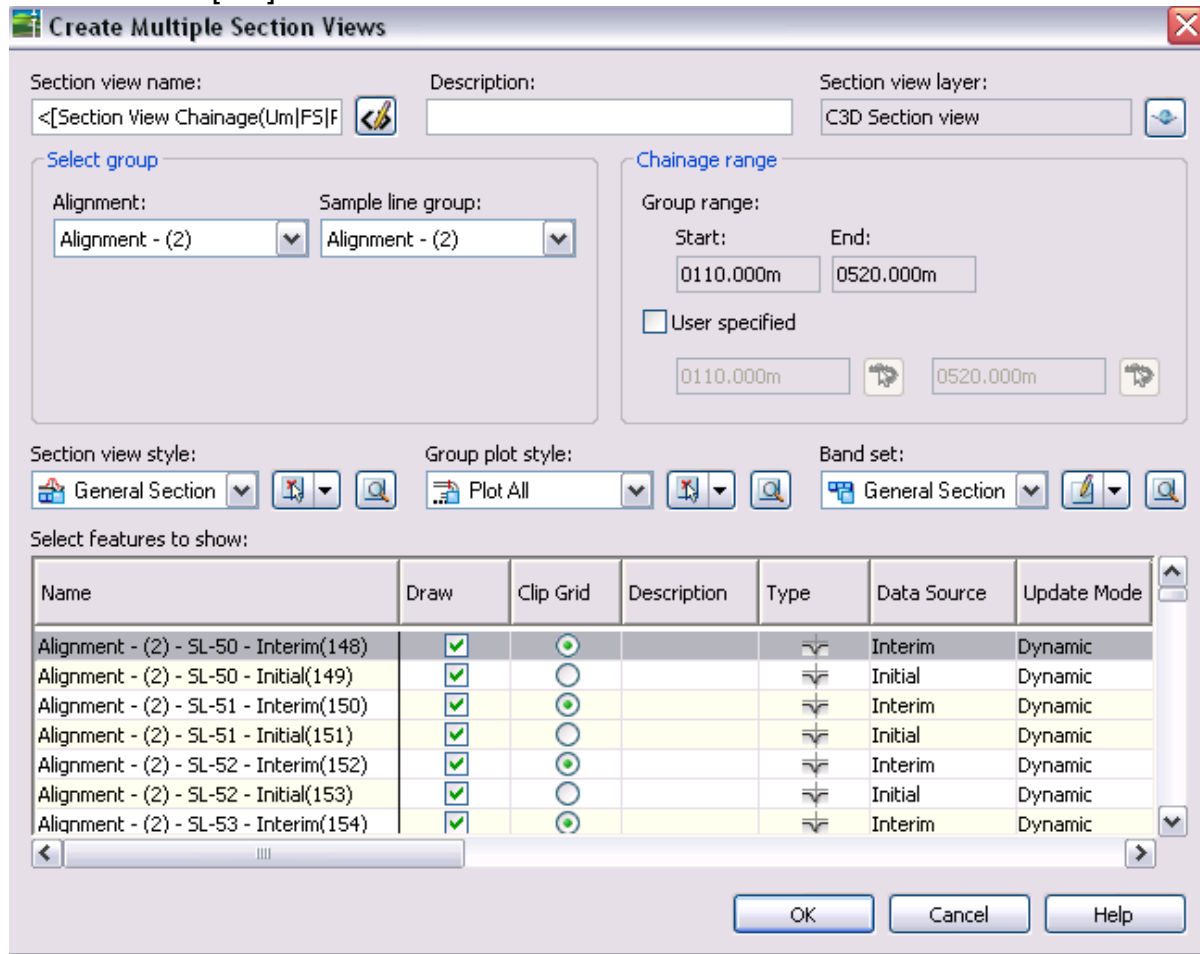 Create Multiple Section Views
Section view name: Description: Section view layer:
<[Section View Chainage(Um|FS|F C3D Section view
Select group Chainage range
Alignment: Sample line group: Group range:
Alignment - (2) Alignment - (2) Start: End:
0110.000m 0520.000m
User specified
0110.000m 0520.000m
Section view style: Group plot style: Band set:
General Section Plot All General Section
Select features to show:
Name Draw Clip Grid Description Type Data Source Update Mode
Alignment - (2) - SL-50 - Interim(148) Interim Dynamic
Alignment - (2) - SL-50 - Initial(149) Initial Dynamic
Alignment - (2) - SL-51 - Interim(150) Interim Dynamic
Alignment - (2) - SL-51 - Initial(151) Initial Dynamic
Alignment - (2) - SL-52 - Interim(152) Interim Dynamic
Alignment - (2) - SL-52 - Initial(153) Initial Dynamic
Alignment - (2) - SL-53 - Interim(154) Interim Dynamic
OK Cancel Help